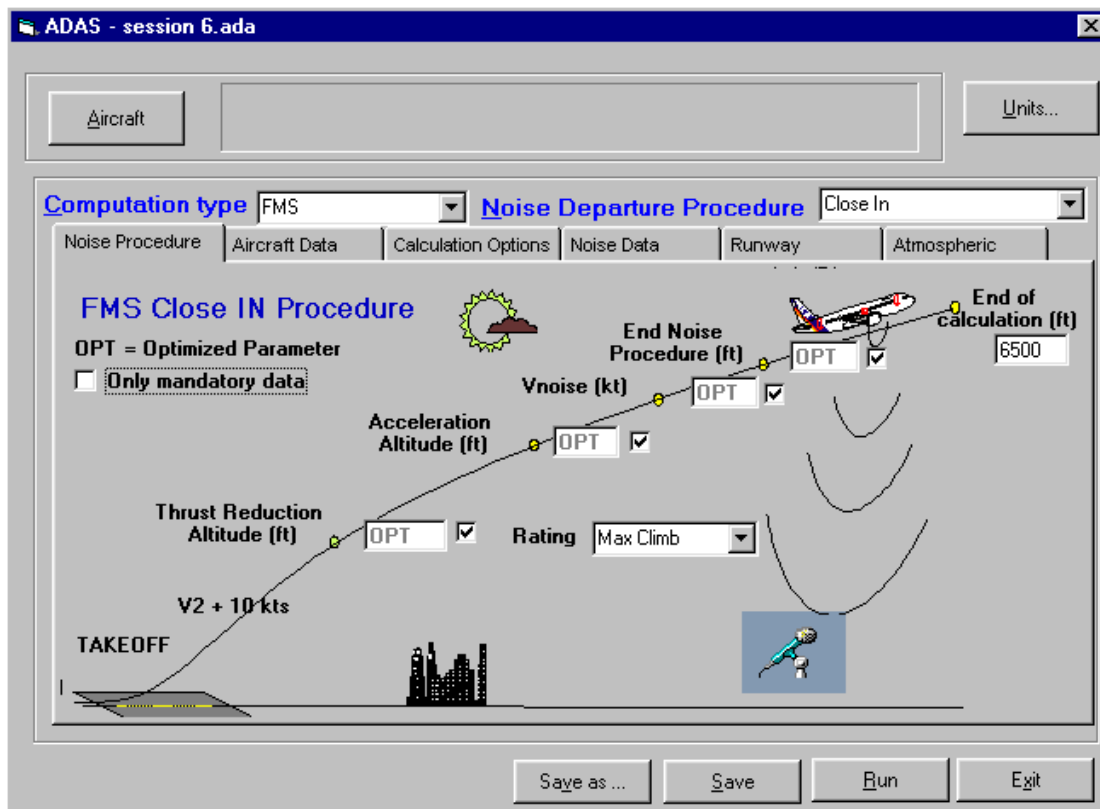 ADAS - session 6.ada
Aircraft
Units...
Computation type FMS Noise Departure Procedure Close In
Noise Procedure Aircraft Data Calculation Options Noise Data Runway Atmospheric
FMS Close IN Procedure
OPT = Optimized Parameter
Only mandatory data
End of
calculation (ft)
6500
End Noise
Procedure (ft)
OPT
Vnoise (kt)
OPT
Acceleration
Altitude (ft)
OPT
Thrust Reduction
Altitude (ft)
OPT
Rating Max Climb
V2 + 10 kts
TAKEOFF
Save as ... Save Run Exit